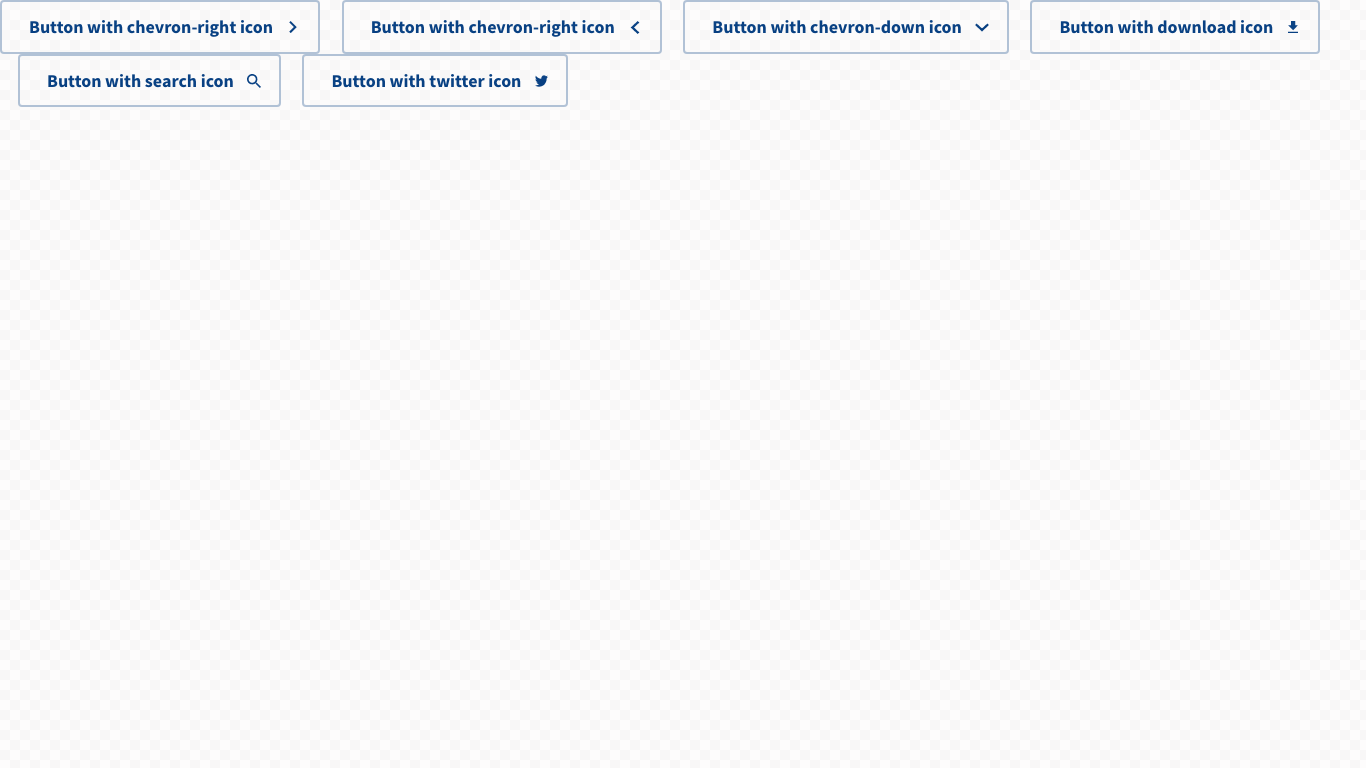 Button with chevron-right icon
Button with chevron-right icon
Button with chevron-down icon
Button with download icon
Button with search icon
Button with twitter icon